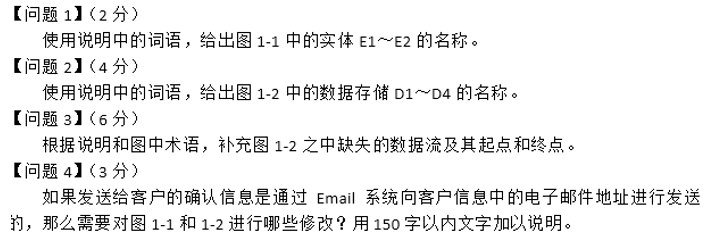 【问题 1】（2 分）
使用说明中的词语，给出图 1-1 中的实体 E1～E2 的名称。
【问题 2】（4 分）
使用说明中的词语，给出图 1-2 中的数据存储 D1～D4 的名称。
【问题 3】（6 分）
根据说明和图中术语，补充图 1-2 之中缺失的数据流及其起点和终点。
【问题 4】（3 分）
如果发送给客户的确认信息是通过 Email 系统向客户信息中的电子邮件地址进行发送
的，那么需要对图 1-1 和 1-2 进行哪些修改？用 150 字以内文字加以说明。